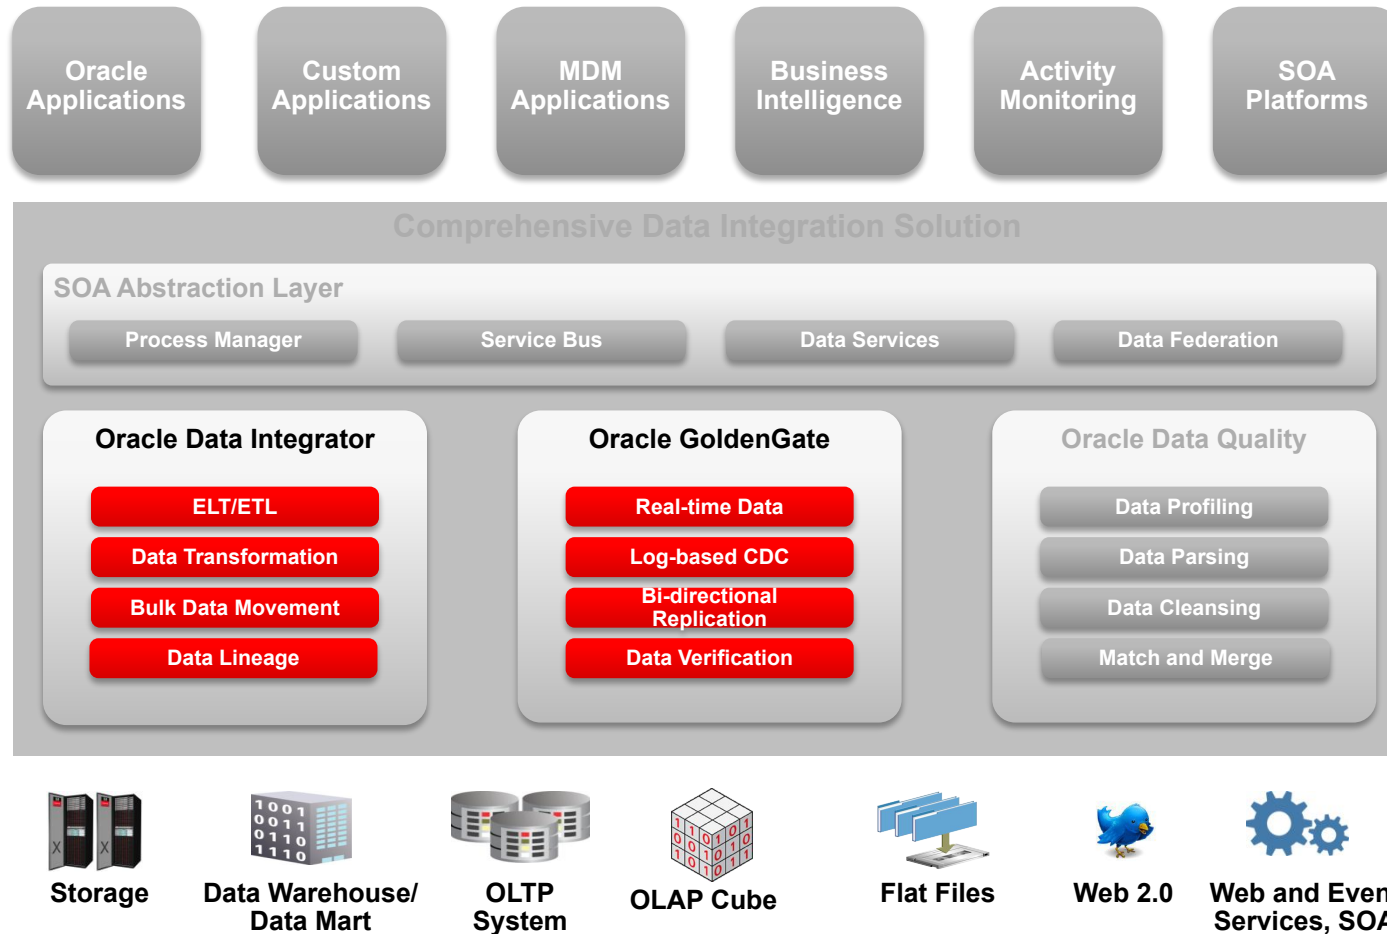 Oracle
Applications
Custom
Applications
MDM
Applications
Business
Intelligence
Activity
Monitoring
SOA
Platforms
Comprehensive Data Integration Solution
SOA Abstraction Layer
Process Manager
Service Bus
Data Services
Data Federation
Oracle Data Integrator
ELT/ETL
Data Transformation
Bulk Data Movement
Data Lineage
Oracle GoldenGate
Real-time Data
Log-based CDC
Bi-directional
Replication
Data Verification
Oracle Data Quality
Data Profiling
Data Parsing
Data Cleansing
Match and Merge
X
X
1001
0011
0110
1110
Storage
Data Warehouse/
Data Mart
OLTP
System
OLAP Cube
Flat Files
Web 2.0
Web and Even
Services, SOA